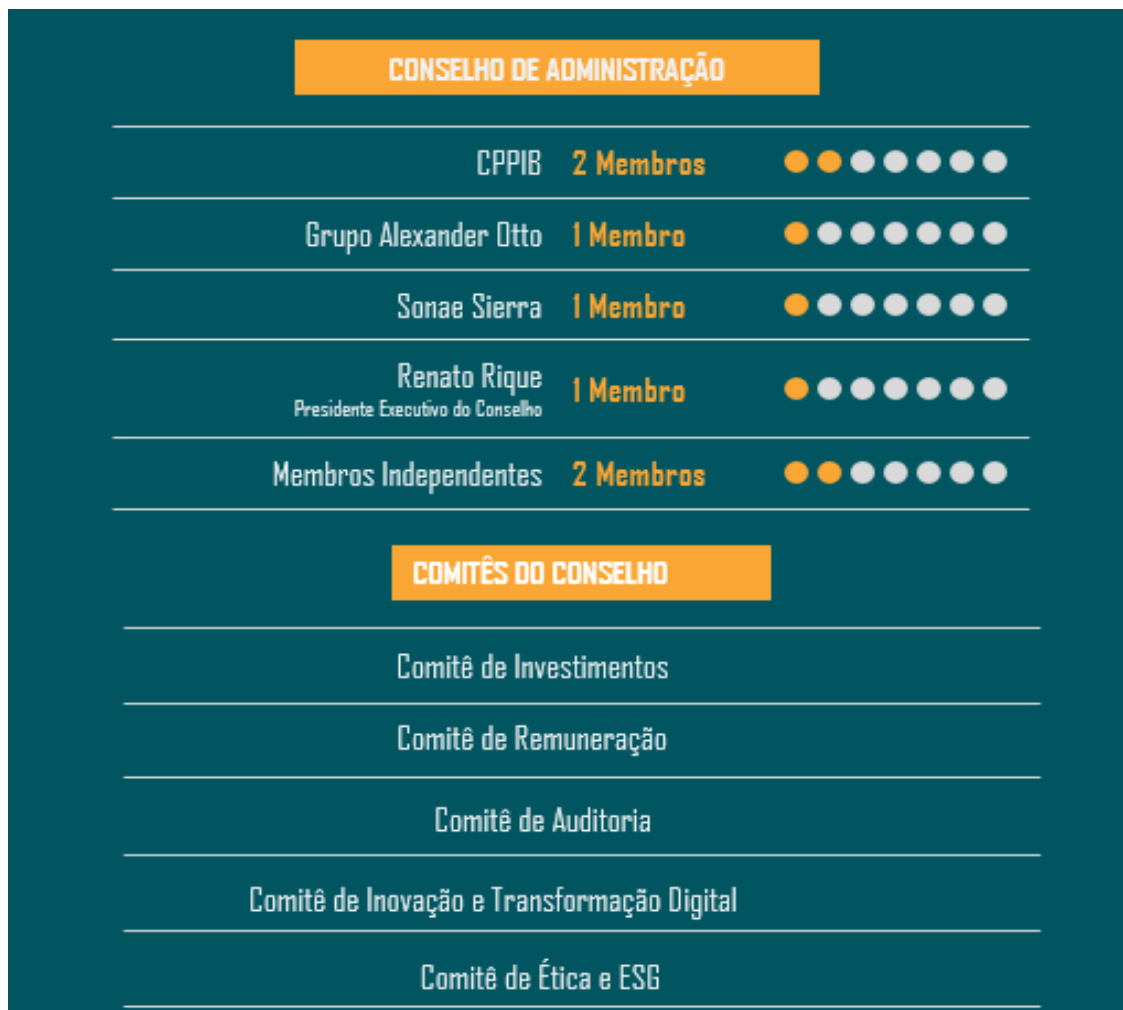 CONSELHO DE ADMINISTRAÇÃO
CPPIB 2 Membros
Grupo Alexander Otto 1 Membro
Sonae Sierra 1 Membro
Renato Rique
Presidente Executivo do Conselho
1 Membro
Membros Independentes 2 Membros
COMITÊS DO CONSELHO
Comitê de Investimentos
Comitê de Remuneração
Comitê de Auditoria
Comitê de Inovação e Transformação Digital
Comitê de Ética e ESG